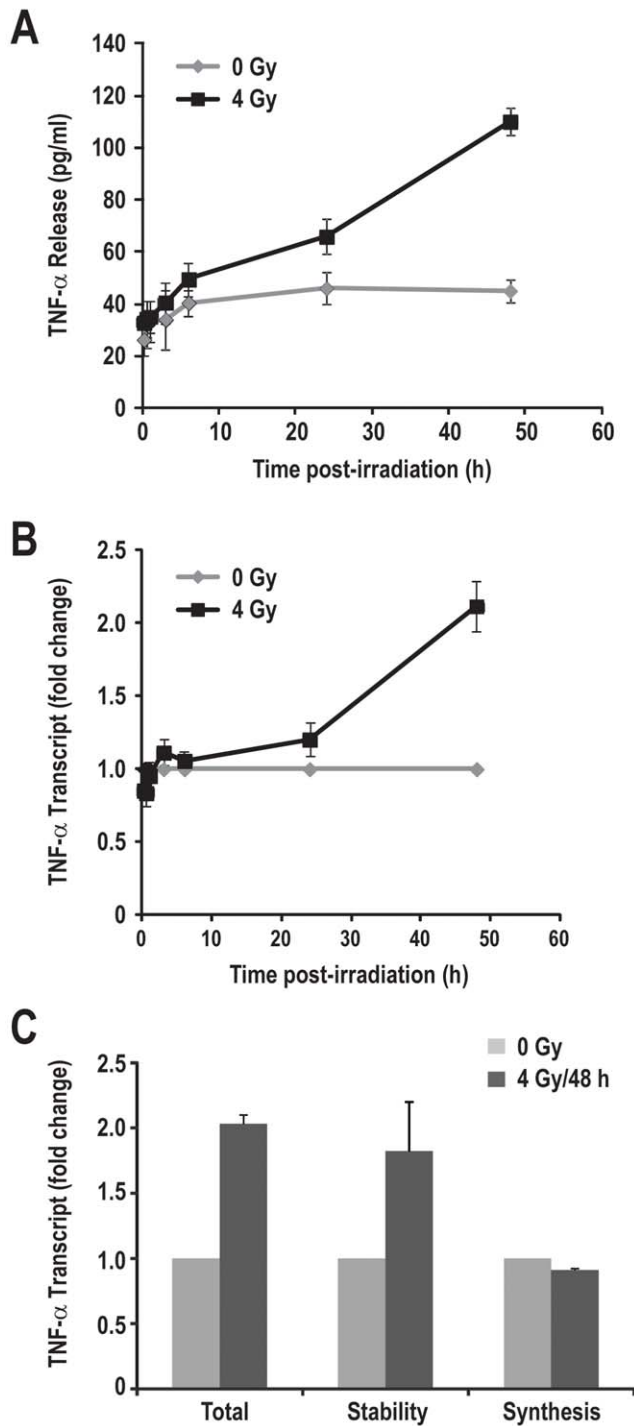 A
TNF-α Release (pg/ml)
140
120
100
80
60
40
20
0
0 Gy
4 Gy
0 10 20 30 40 50 60
Time post-irradiation (h)
B
TNF-α Transcript (fold change)
2.5
2.0
1.5
1.0
0.5
0
0 Gy
4 Gy
0 10 20 30 40 50 60
Time post-irradiation (h)
C
TNF-α Transcript (fold change)
2.5
2.0
1.5
1.0
0.5
0
0 Gy
4 Gy/48 h
Total Stability Synthesis